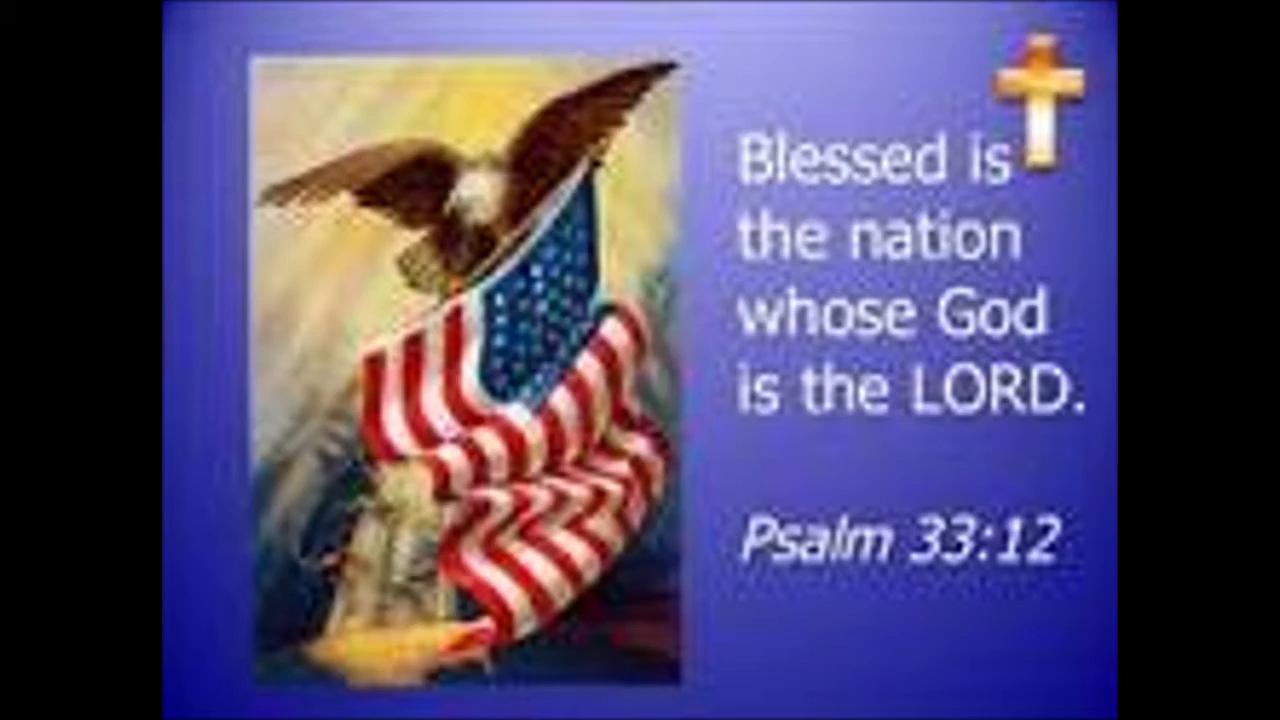 Blessed is
the nation
whose God
is the LORD.
Psalm 33:12